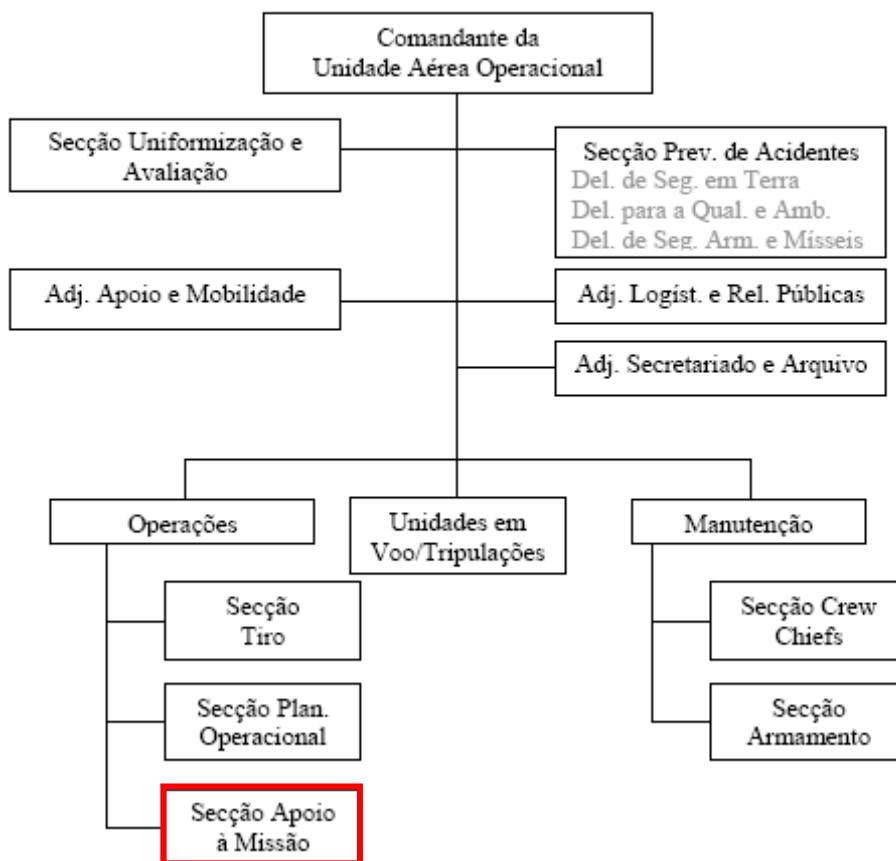 Comandante da
Unidade Aérea Operacional
Secção Uniformização e
Avaliação
Secção Prev. de Acidentes
Del. de Seg. em Terra
Del. para a Qual. e Amb.
Del. de Seg. Arm. e Mísseis
Adj. Apoio e Mobilidade
Adj. Logíst. e Rel. Públicas
Adj. Secretariado e Arquivo
Operações
Unidades em
Voo/Tripulações
Manutenção
Secção
Tiro
Secção Crew
Chiefs
Secção Plan.
Operacional
Secção
Armamento
Secção Apoio
à Missão